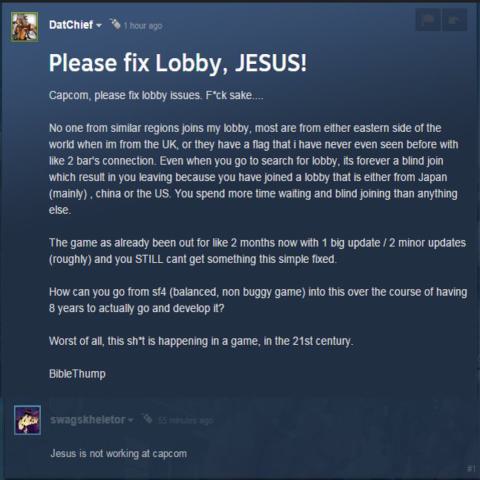 DatChief 1 hour ago
Please fix Lobby, JESUS!
Capcom, please fix lobby issues. F*ck sake....
No one from similar regions joins my lobby, most are from either eastern side of the
world when im from the UK, or they have a flag that i have never even seen before with
like 2 bar's connection. Even when you go to search for lobby, its forever a blind join
which result in you leaving because you have joined a lobby that is either from Japan
(mainly) , china or the US. You spend more time waiting and blind joining than anything
else.
The game as already been out for like 2 months now with 1 big update / 2 minor updates
(roughly) and you STILL cant get something this simple fixed.
How can you go from sf4 (balanced, non buggy game) into this over the course of having
8 years to actually go and develop it?
Worst of all, this sh*t is happening in a game, in the 21st century.
BibleThump
swagskheletor 55 minutes ago
Jesus is not working at capcom
#1